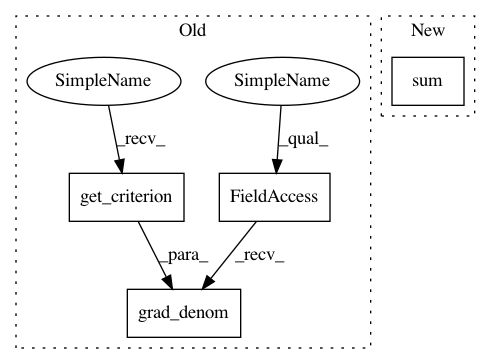 Old
New
SimpleName
SimpleName
sum
_recv_
_qual_
get_criterion
FieldAccess
_para_
_recv_
grad_denom